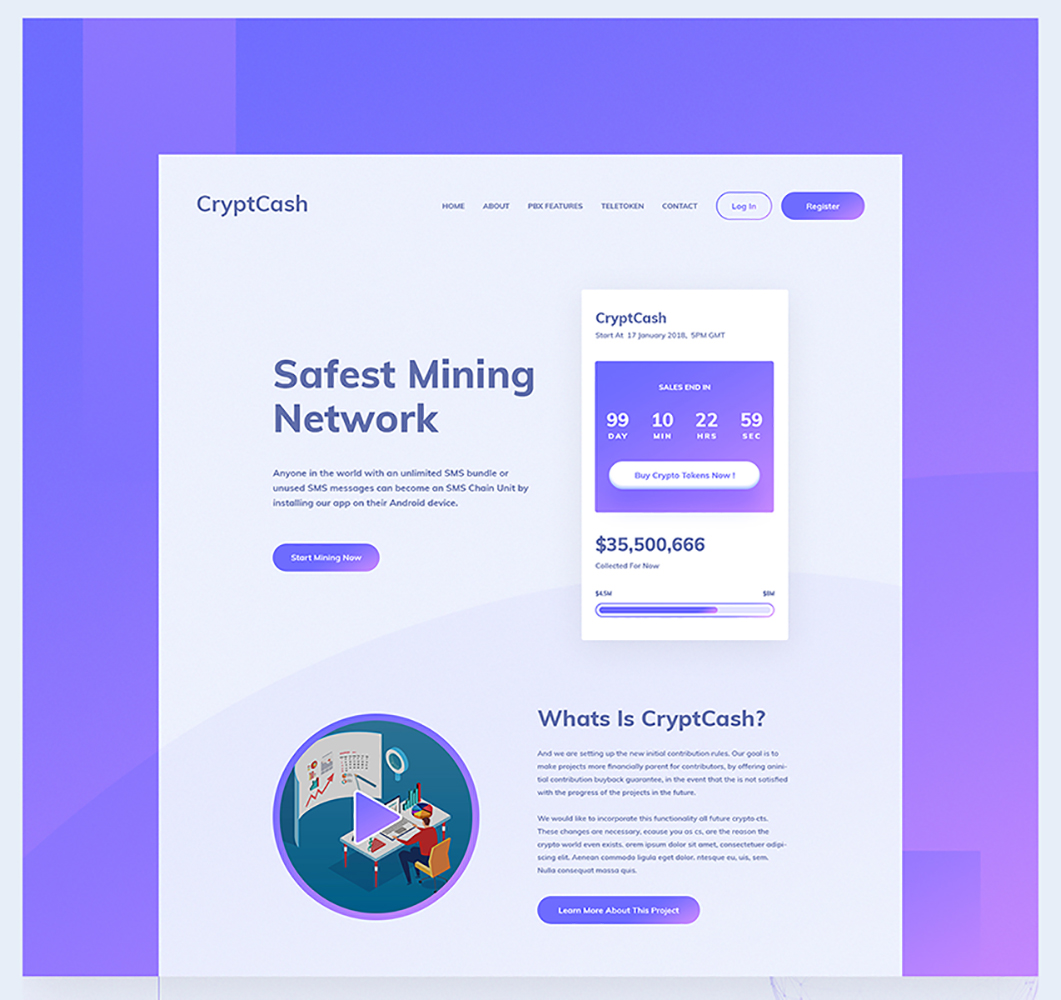 CryptCash
HOME ABOUT PBX FEATURES TELETOKEN CONTACT Log In Register
CryptCash
Start At 17 January 2018, 5PM GMT
Safest Mining
Network
SALES END IN
99 10 22 59
DAY MIN HRS SEC
Buy Crypto Tokens Now !
Anyone in the world with an unlimited SMS bundle or
unused SMS messages can become an SMS Chain Unit by
installing our app on their Android device.
Start Mining Now
$35,500,666
Collected For Now
$4.5M $8M
Whats Is CryptCash?
And we are setting up the new initial contribution rules. Our goal is to
make projects more financially parent for contributors, by offering anini-
tial contribution buyback guarantee, in the event that the is not satisfied
with the progress of the projects in the future.
We would like to incorporate this functionality all future crypto cts.
These changes are necessary, ecause you as cs, are the reason the
crypto world even exists. orem ipsum dolor sit amet, consectetuer adipi-
scing elit. Aenean commodo ligula eget dolor. ntesque eu, uis, sem.
Nulla consequat massa quis.
Learn More About This Project